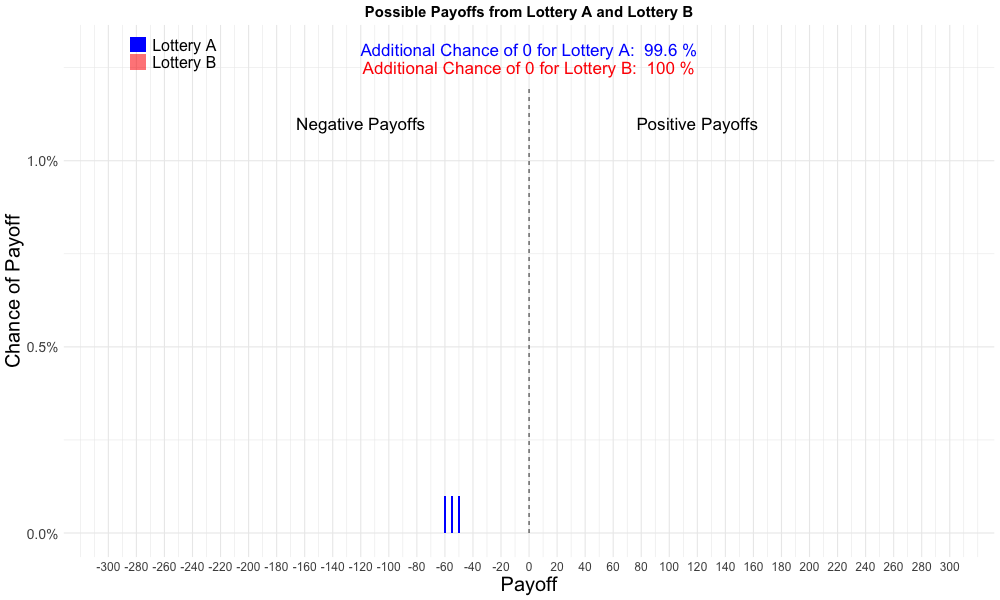 Possible Payoffs from Lottery A and Lottery B
Lottery A
Lottery B
Additional Chance of 0 for Lottery A:  99.6 %
Additional Chance of 0 for Lottery B:  100 %
Negative Payoffs
Positive Payoffs
Chance of Payoff
1.0%
0.5%
0.0%
-300 -280 -260 -240 -220 -200 -180 -160 -140 -120 -100 -80 -60 -40 -20 0 20 40 60 80 100 120 140 160 180 200 220 240 260 280 300
Payoff